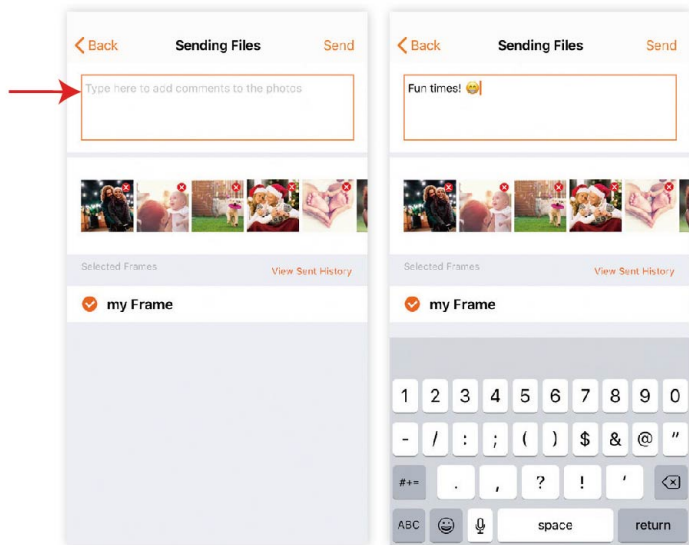 Back Sending Files Send
Type here to add comments to the photos
Selected Frames View Sent History
my Frame
Back Sending Files Send
Fun times! 😁
Selected Frames View Sent History
my Frame
1 2 3 4 5 6 7 8 9 0
- / : ; ( ) $ & @ "
#+= . , ? ! '
ABC space return